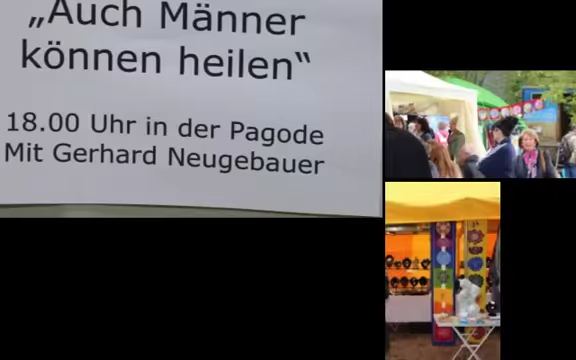 „Auch Männer
können heilen“
18.00 Uhr in der Pagode
Mit Gerhard Neugebauer